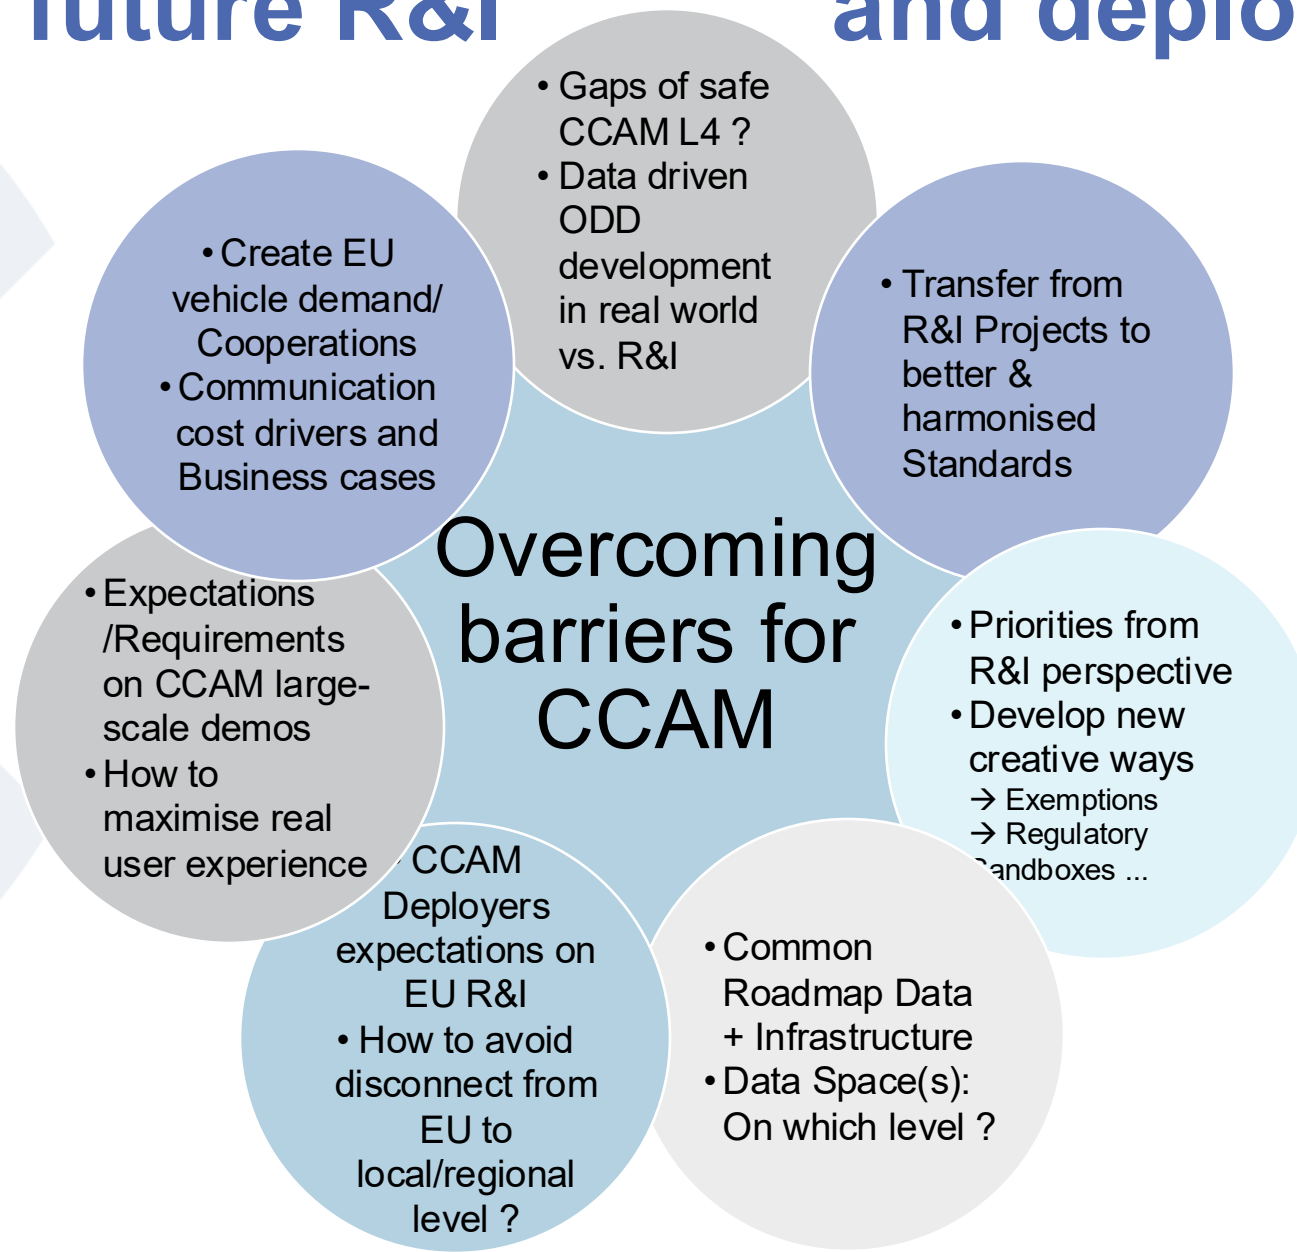 future R&I
and deplo
• Gaps of safe
CCAM L4 ?
• Data driven
ODD
development
in real world
vs. R&I
• Transfer from
R&I Projects to
better &
harmonised
Standards
• Priorities from
R&I perspective
• Develop new
creative ways
→ Exemptions
→ Regulatory
andboxes ...
• Common
Roadmap Data
+ Infrastructure
• Data Space(s):
On which level ?
• CCAM
Deployers
expectations on
EU R&I
• How to avoid
disconnect from
EU to
local/regional
level ?
• Expectations
/Requirements
on CCAM large-
scale demos
• How to
maximise real
user experience
• Create EU
vehicle demand/
Cooperations
• Communication
cost drivers and
Business cases
Overcoming
barriers for
CCAM